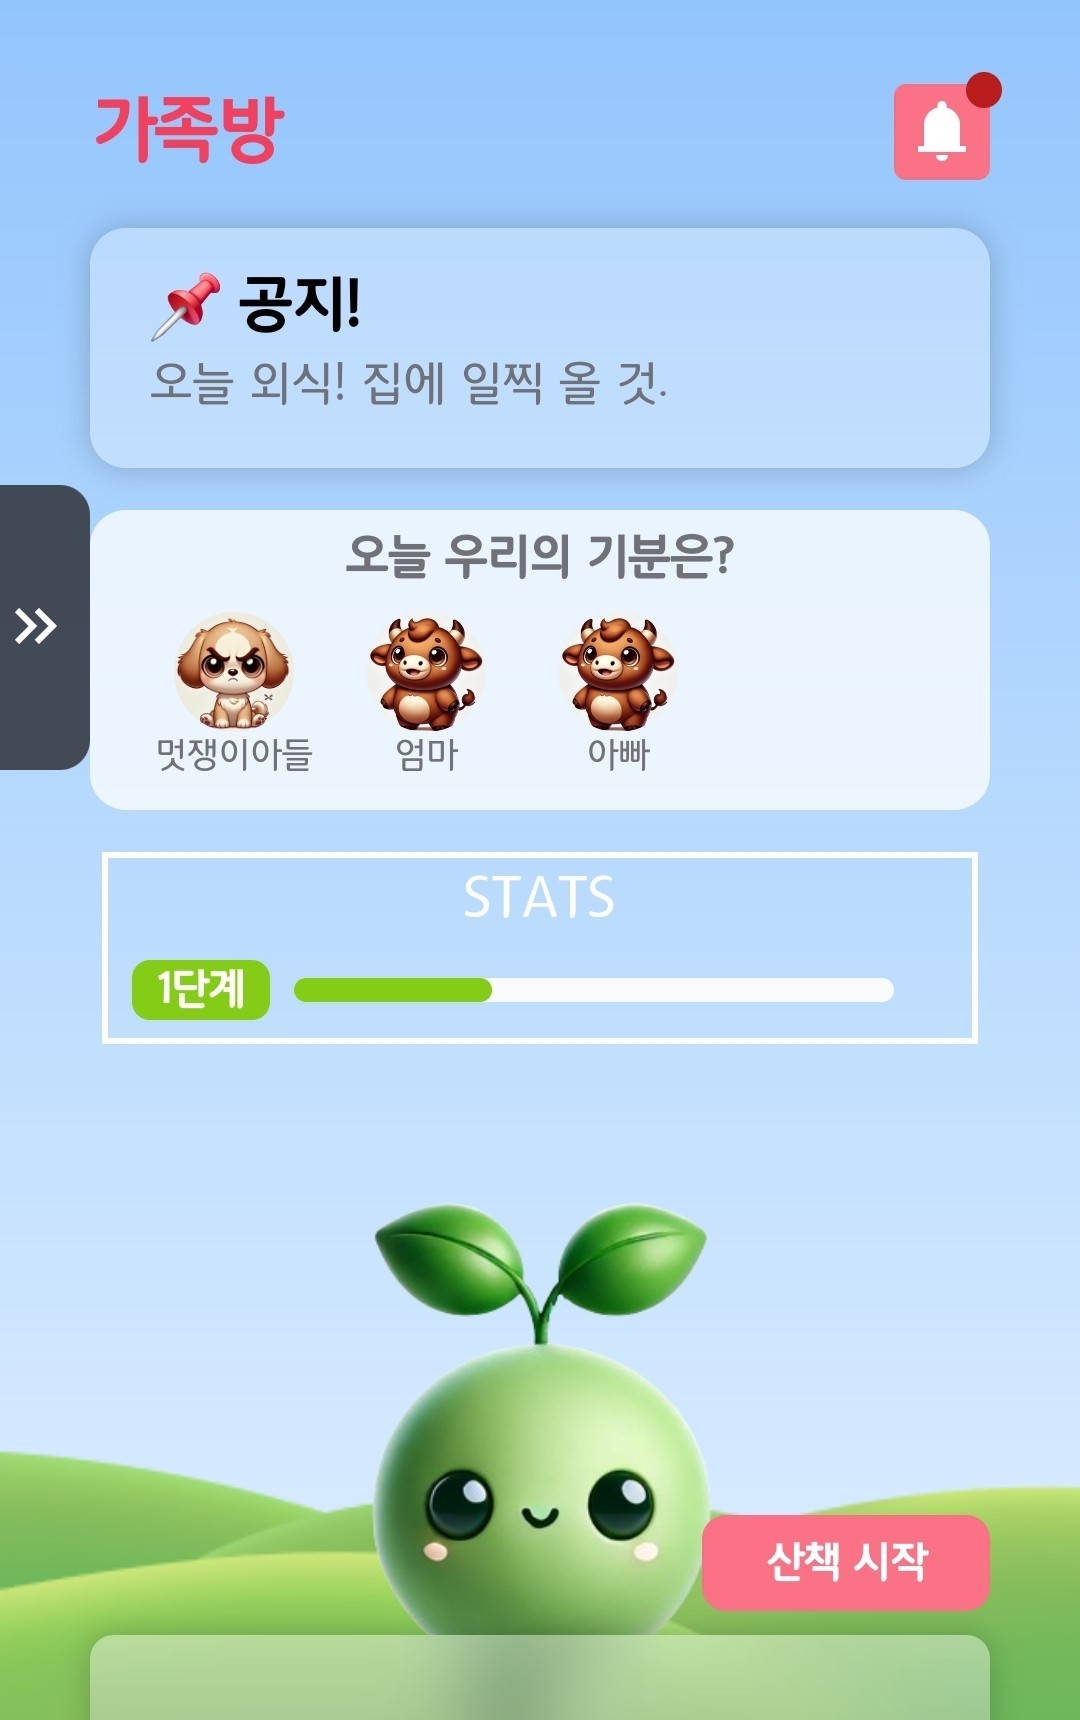 가족방
공지!
오늘 외식! 집에 일찍 올 것.
오늘 우리의 기분은?
멋쟁이아들 엄마 아빠
STATS
1단계
산책 시작